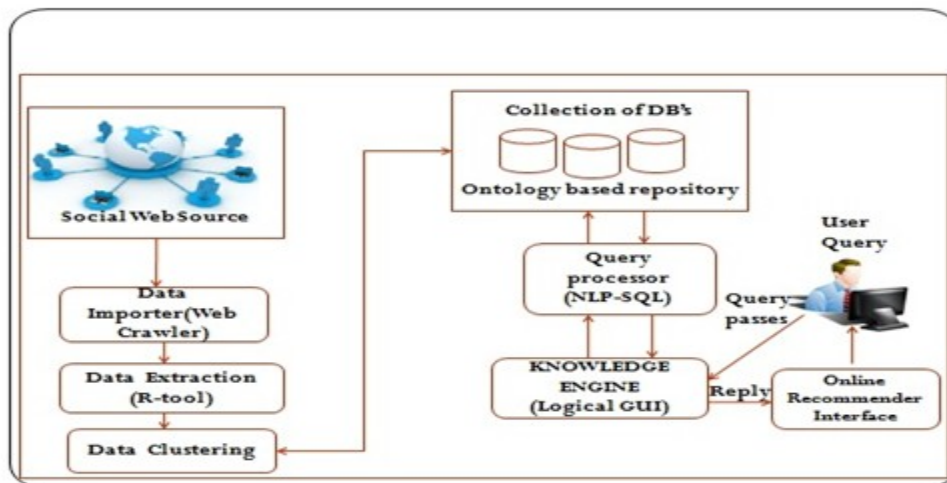 Social Web Source
Data
Importer(Web
Crawler)
Data Extraction
(R-tool)
Data Clustering
Collection of DB's
Ontology based repository
Query
processor
(NLP-SQL)
KNOWLEDGE
ENGINE
(Logical GUI)
User
Query
Query
passes
Reply
Online
Recommender
Interface